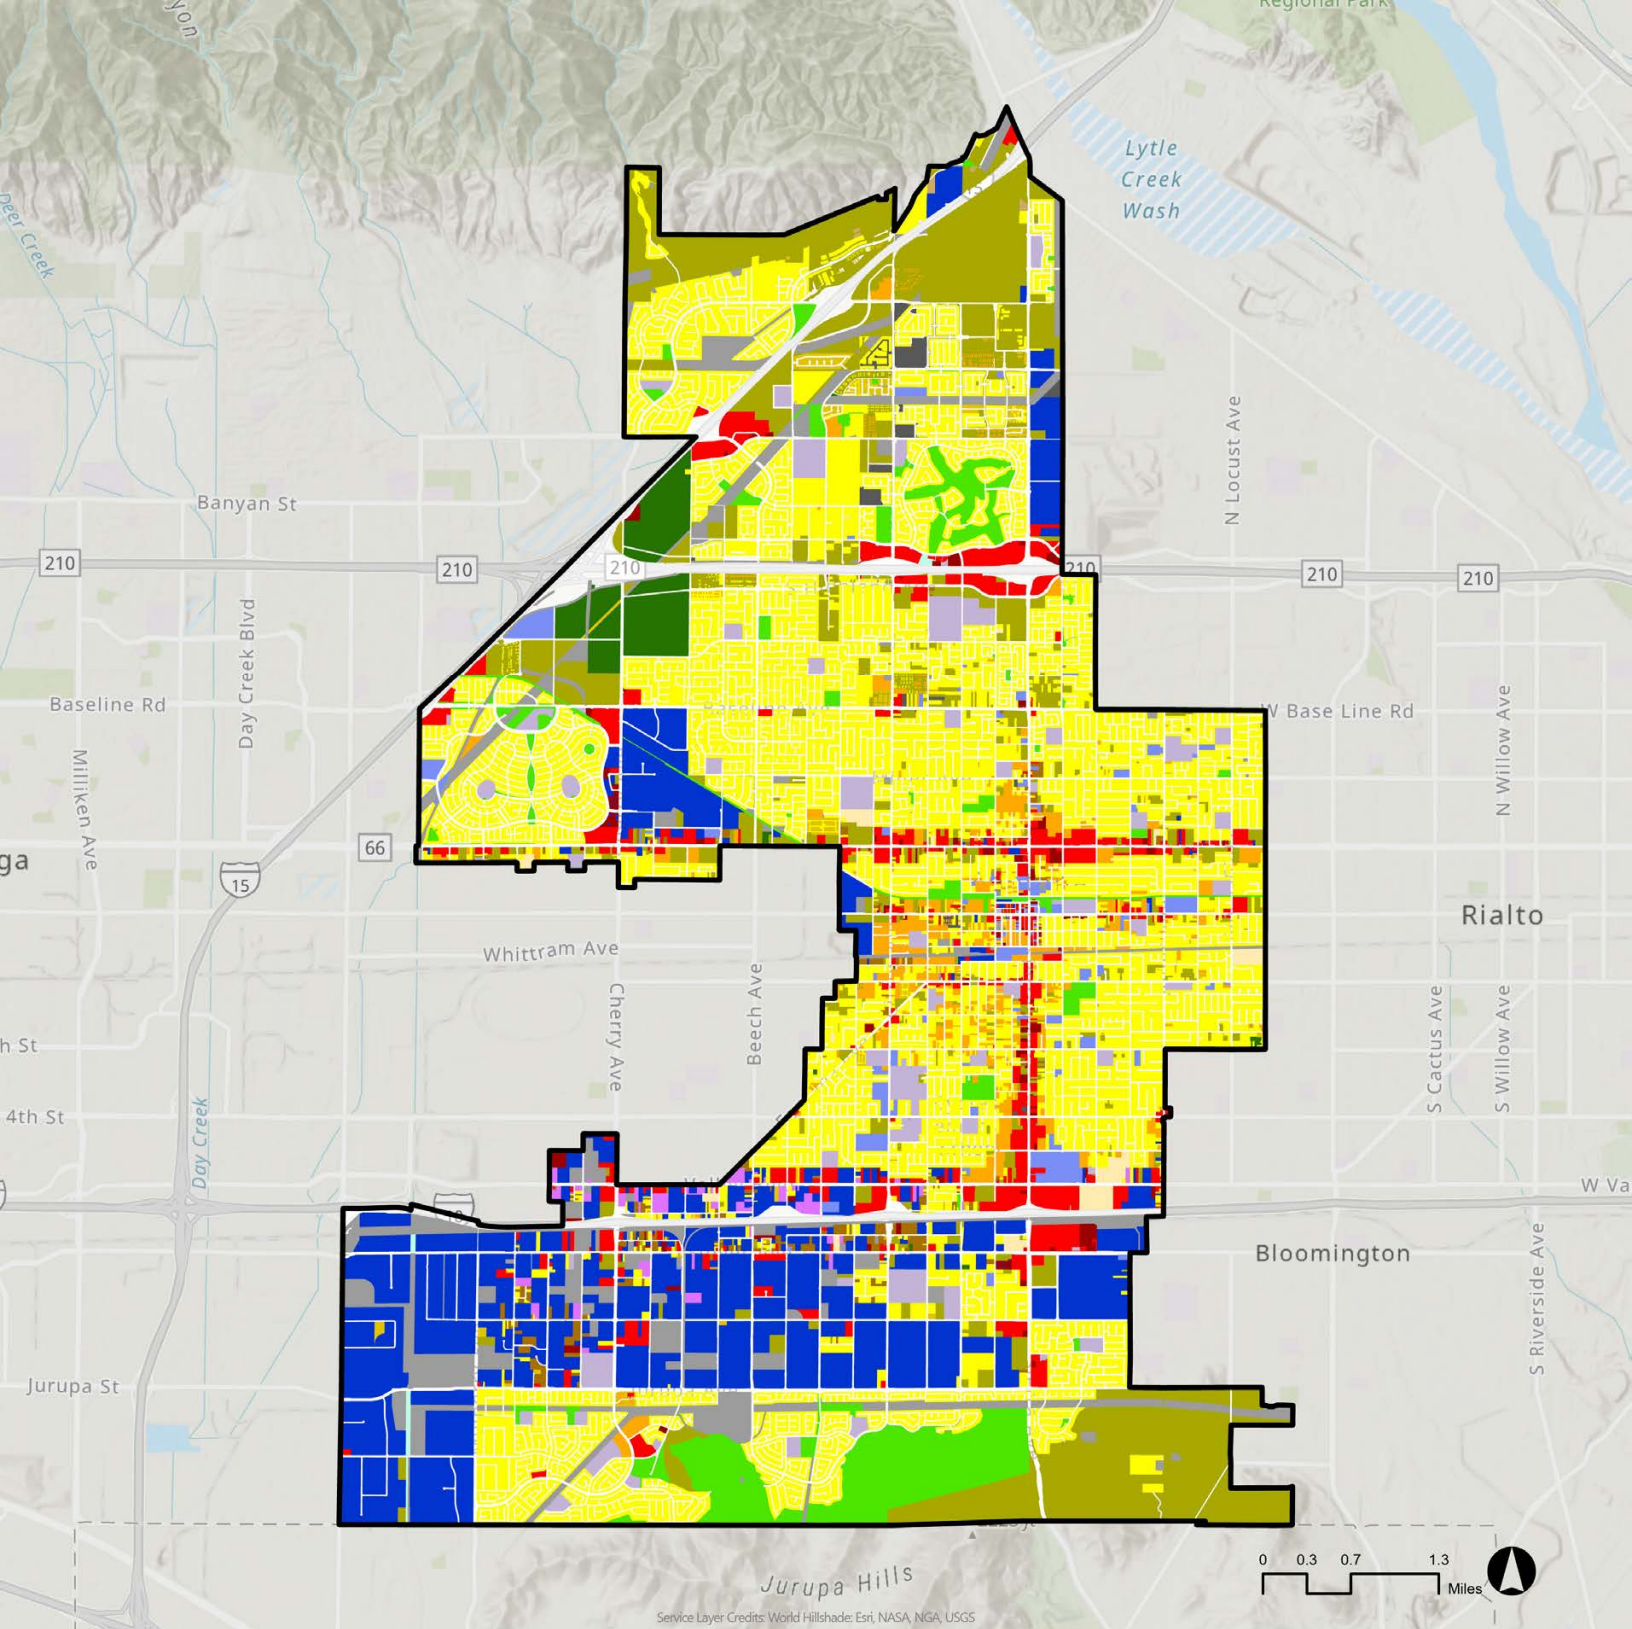 Regional Park
yon
Lytle
Creek
Wash
Deer Creek
N Locust Ave
Banyan St
210
210
210
210
210
210
Day Creek Blvd
Baseline Rd
W Base Line Rd
N Willow Ave
Milliken Ave
66
ga
15
Rialto
Whittram Ave
Cherry Ave
Beech Ave
S Cactus Ave
S Willow Ave
h St
4th St
Day Creek
W Va
Bloomington
S Riverside Ave
Jurupa St
Jurupa Hills
0 0.3 0.7 1.3
Miles
Service Layer Credits: World Hillshade: Esri, NASA, NGA, USGS